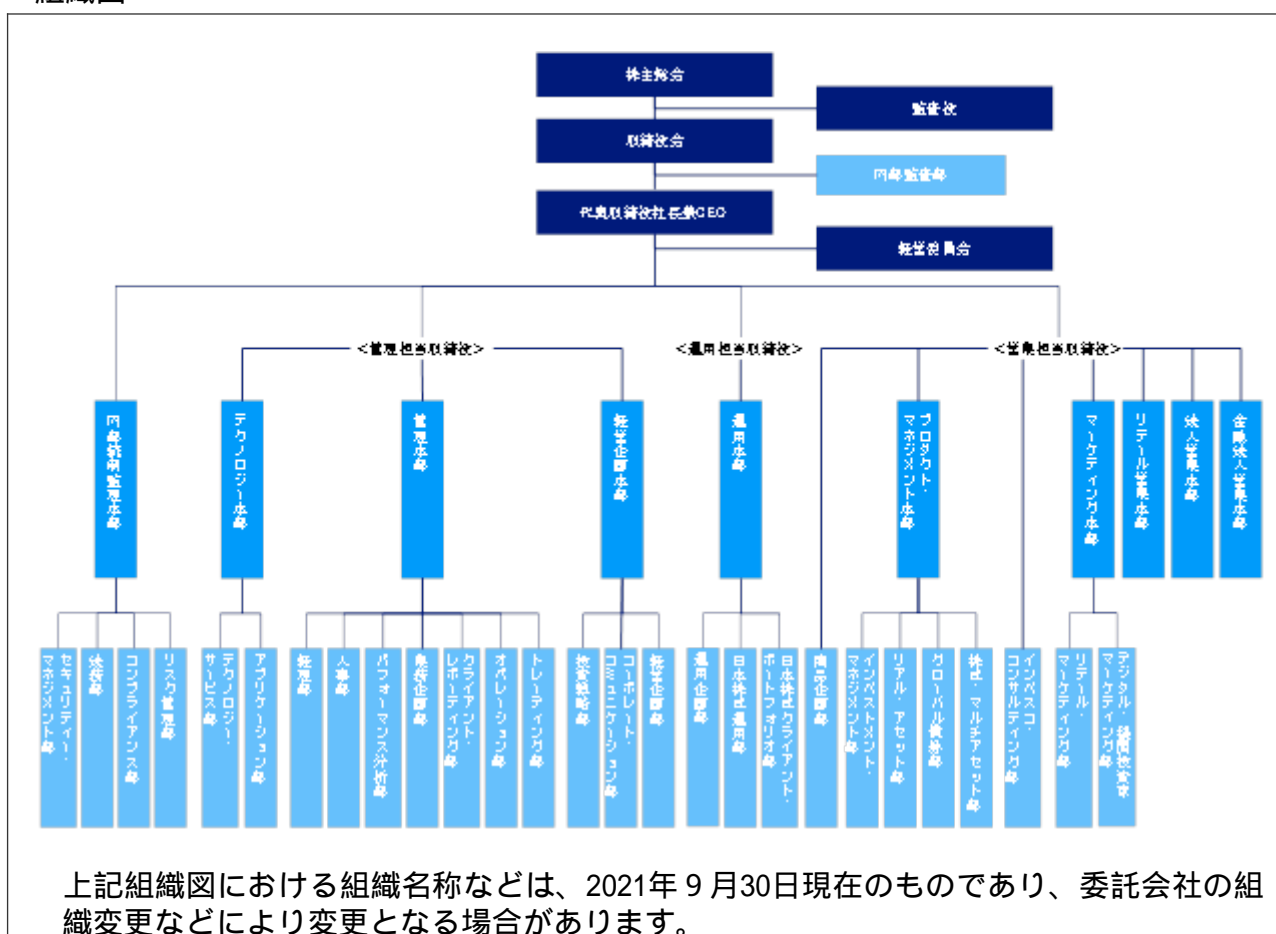 組織図
株主総会
監査役
取締役会
内部監査部
代表取締役社長兼CEO
経営委員会
<管理担当取締役>
<運用担当取締役>
<営業担当取締役>
内部統制監理本部
テクノロジー本部
管理本部
経営企画本部
運用本部
プロダクト・
マネジメント本部
マーケティング本部
リテール営業本部
法人営業本部
金融法人営業本部
セキュリティー・
マネジメント部
法務部
コンプライアンス部
リスク管理部
テクノロジー・
サービス部
アプリケーション部
経理部
人事部
パフォーマンス分析部
業務企画部
クライアント・
レポーティング部
オペレーション部
トレーディング部
投資戦略部
コーポレート・
コミュニケーション部
経営企画部
運用企画部
日本株式運用部
日本株式クライアント・
ポートフォリオ部
商品企画部
インベストメント・
マネジメント部
リアル・アセット部
グローバル債券部
株式・マルチアセット部
インベスコ・
コンサルティング部
リテール・
マーケティング部
デジタル・機関投資家
マーケティング部
上記組織図における組織名称などは、2021年9月30日現在のものであり、委託会社の組
織変更などにより変更となる場合があります。